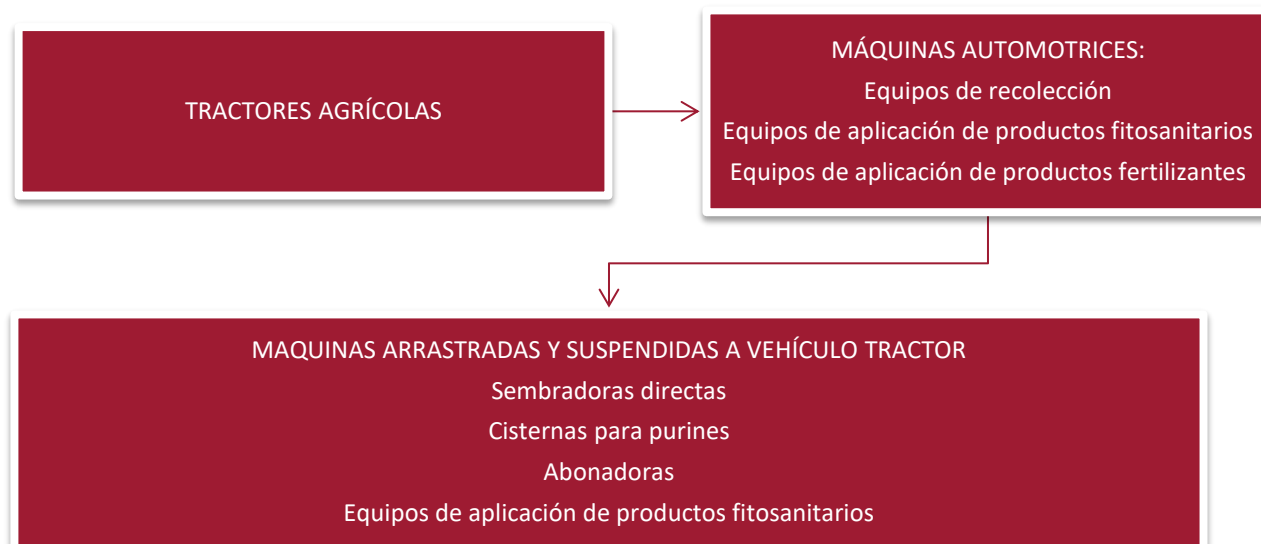 TRACTORES AGRÍCOLAS
MÁQUINAS AUTOMOTRICES:
Equipos de recolección
Equipos de aplicación de productos fitosanitarios
Equipos de aplicación de productos fertilizantes
MAQUINAS ARRASTRADAS Y SUSPENDIDAS A VEHÍCULO TRACTOR
Sembradoras directas
Cisternas para purines
Abonadoras
Equipos de aplicación de productos fitosanitarios